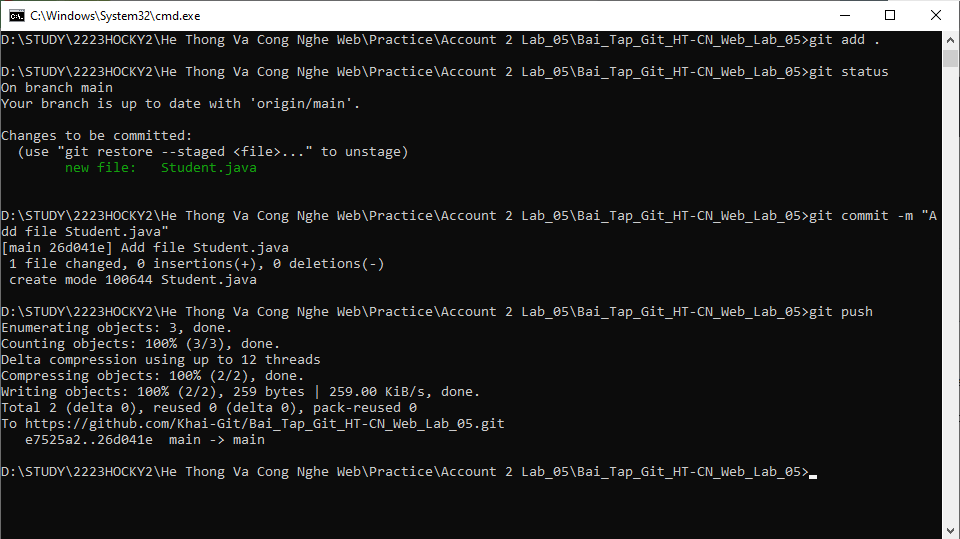 C:\Windows\System32\cmd.exe
D:\STUDY\2223HOCKY2\He Thong Va Cong Nghe Web\Practice\Account 2 Lab_05\Bai_Tap_Git_HT-CN_Web_Lab_05>git add .
D:\STUDY\2223HOCKY2\He Thong Va Cong Nghe Web\Practice\Account 2 Lab_05\Bai_Tap_Git_HT-CN_Web_Lab_05>git status
On branch main
Your branch is up to date with 'origin/main'.
Changes to be committed:
  (use "git restore --staged <file>..." to unstage)
        new file:   Student.java
D:\STUDY\2223HOCKY2\He Thong Va Cong Nghe Web\Practice\Account 2 Lab_05\Bai_Tap_Git_HT-CN_Web_Lab_05>git commit -m "A
dd file Student.java"
[main 26d041e] Add file Student.java
 1 file changed, 0 insertions(+), 0 deletions(-)
 create mode 100644 Student.java
D:\STUDY\2223HOCKY2\He Thong Va Cong Nghe Web\Practice\Account 2 Lab_05\Bai_Tap_Git_HT-CN_Web_Lab_05>git push
Enumerating objects: 3, done.
Counting objects: 100% (3/3), done.
Delta compression using up to 12 threads
Compressing objects: 100% (2/2), done.
Writing objects: 100% (2/2), 259 bytes | 259.00 KiB/s, done.
Total 2 (delta 0), reused 0 (delta 0), pack-reused 0
To https://github.com/Khai-Git/Bai_Tap_Git_HT-CN_Web_Lab_05.git
   e7525a2..26d041e  main -> main
D:\STUDY\2223HOCKY2\He Thong Va Cong Nghe Web\Practice\Account 2 Lab_05\Bai_Tap_Git_HT-CN_Web_Lab_05>